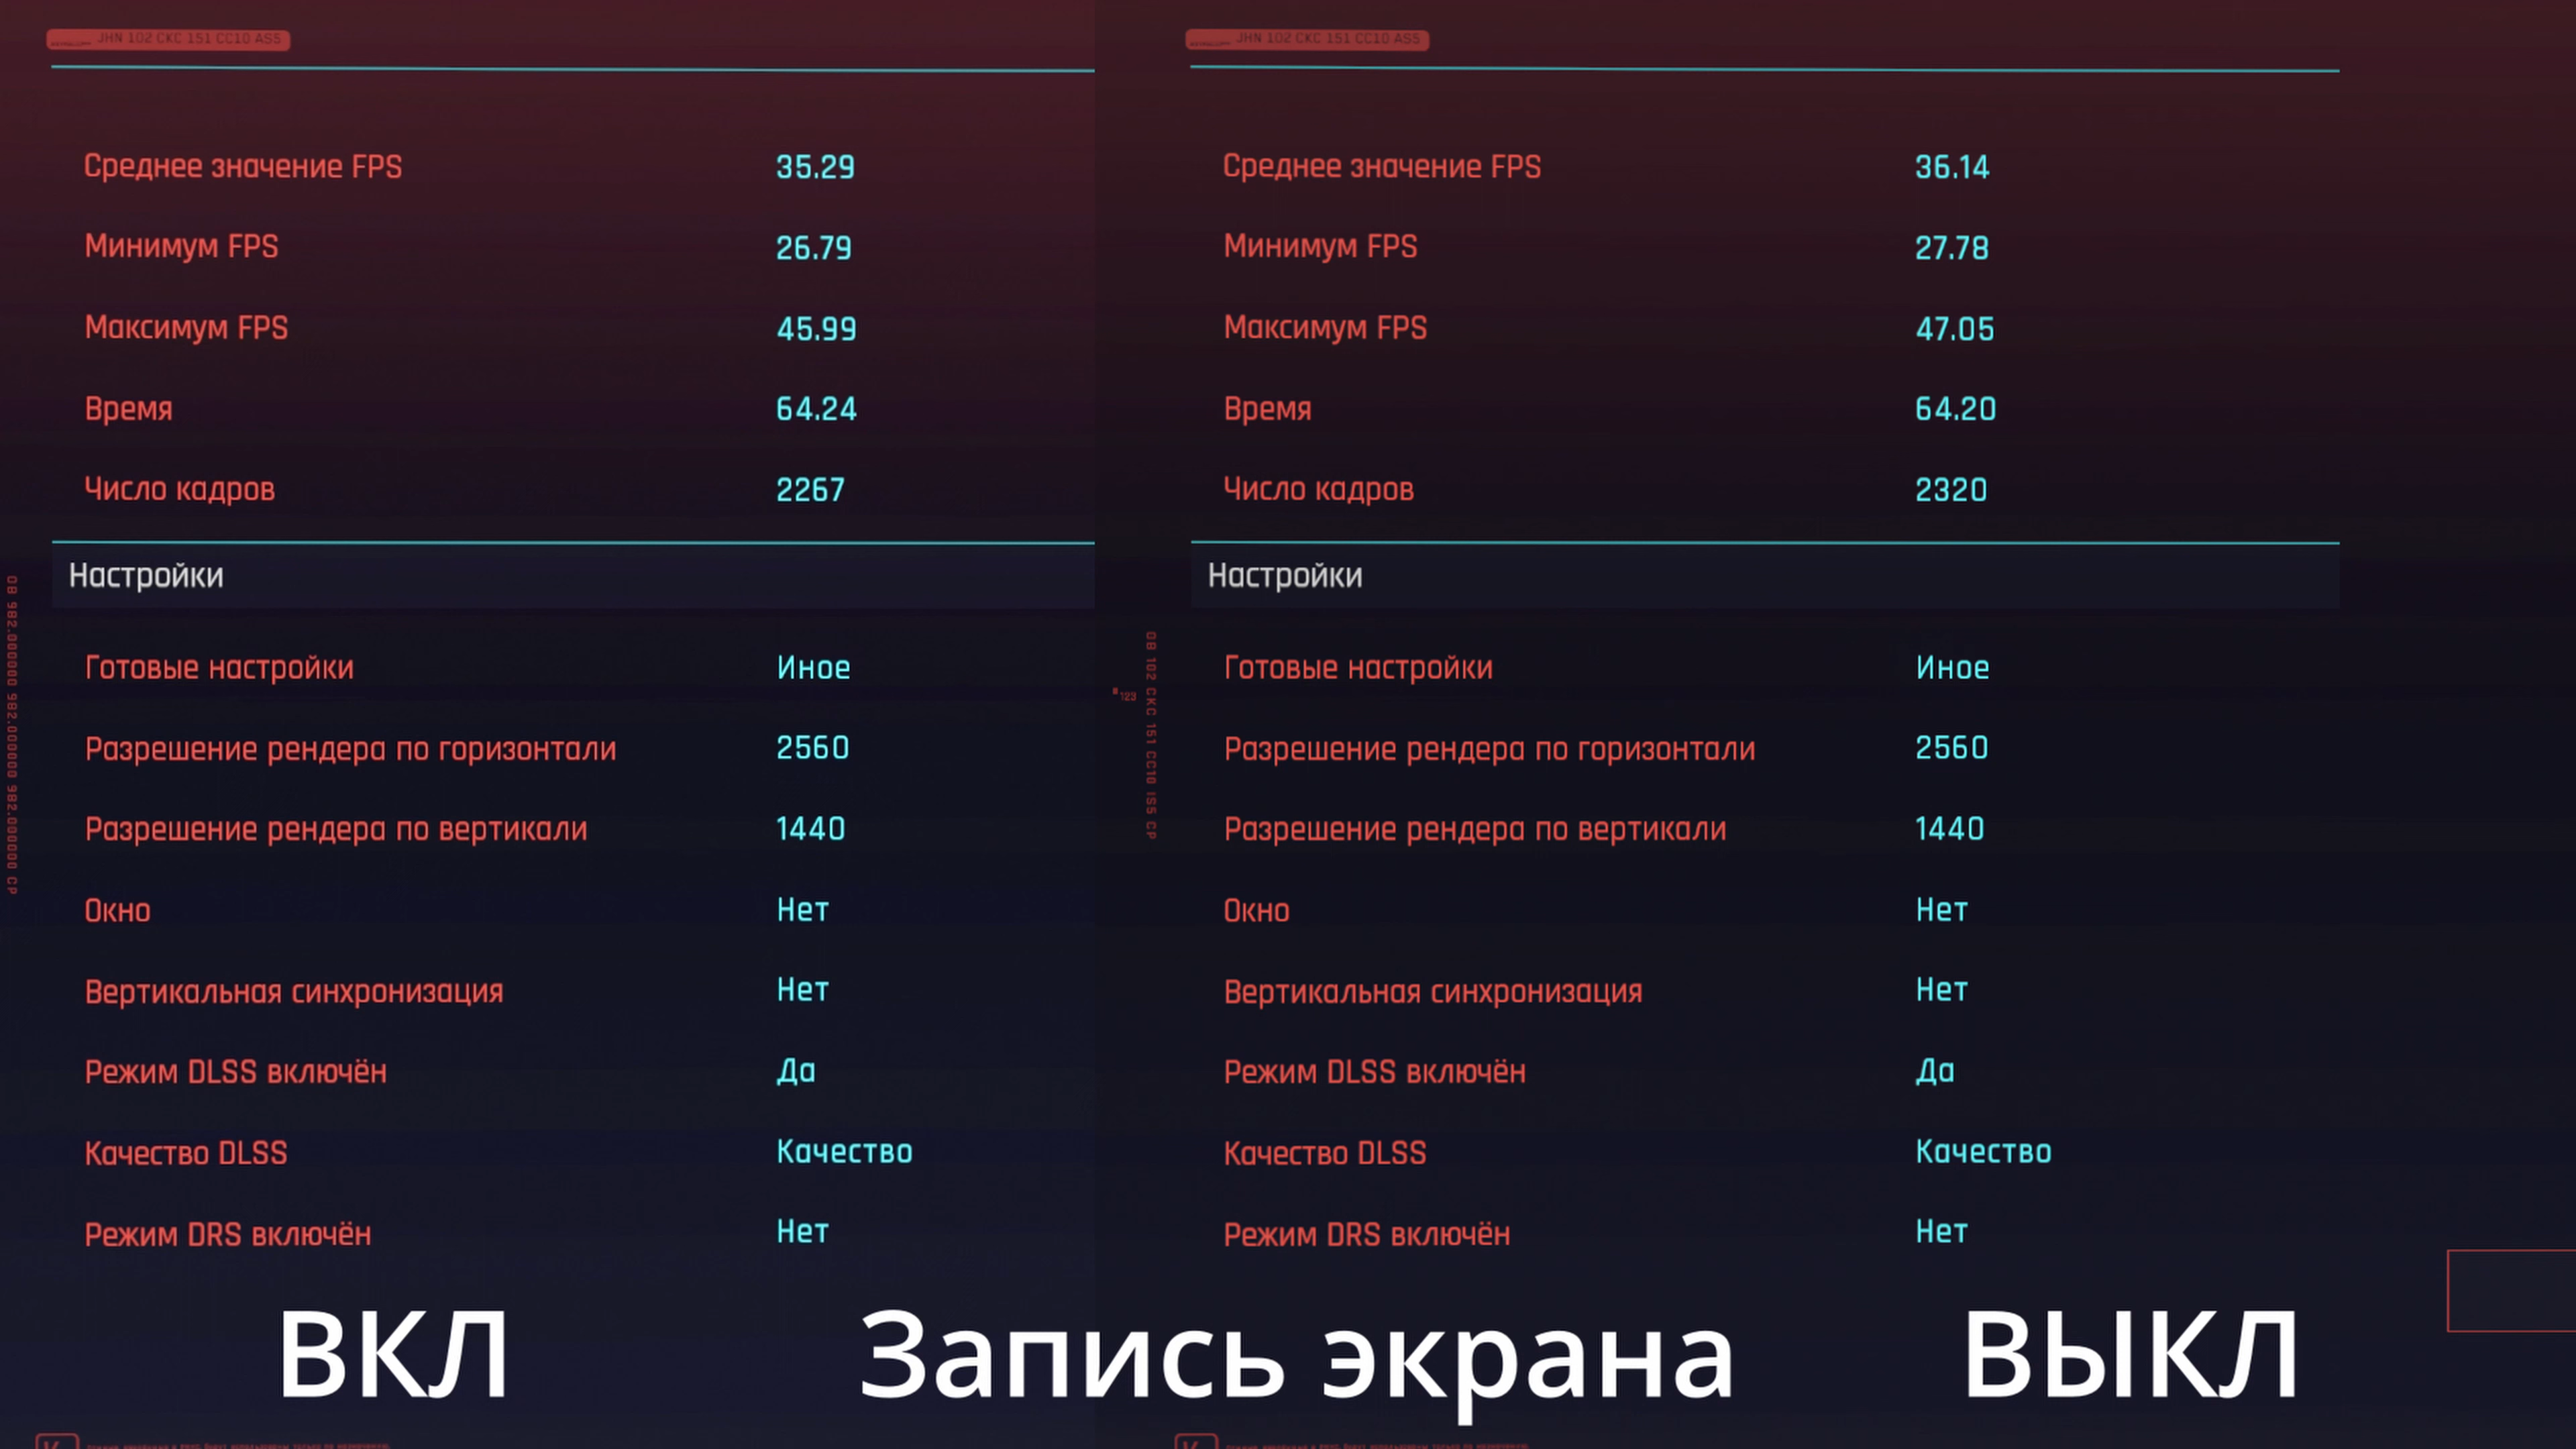 JHN 102 CKC 151 CC10 AS5
Среднее значение FPS 35.29
Минимум FPS 26.79
Максимум FPS 45.99
Время 64.24
Число кадров 2267
Настройки
Готовые настройки Иное
Разрешение рендера по горизонтали 2560
Разрешение рендера по вертикали 1440
Окно Нет
Вертикальная синхронизация Нет
Режим DLSS включён Да
Качество DLSS Качество
Режим DRS включён Нет
JHN 102 CKC 151 CC10 AS5
Среднее значение FPS 36.14
Минимум FPS 27.78
Максимум FPS 47.05
Время 64.20
Число кадров 2320
Настройки
123
Готовые настройки Иное
Разрешение рендера по горизонтали 2560
Разрешение рендера по вертикали 1440
Окно Нет
Вертикальная синхронизация Нет
Режим DLSS включён Да
Качество DLSS Качество
Режим DRS включён Нет
ВКЛ Запись экрана ВЫКЛ